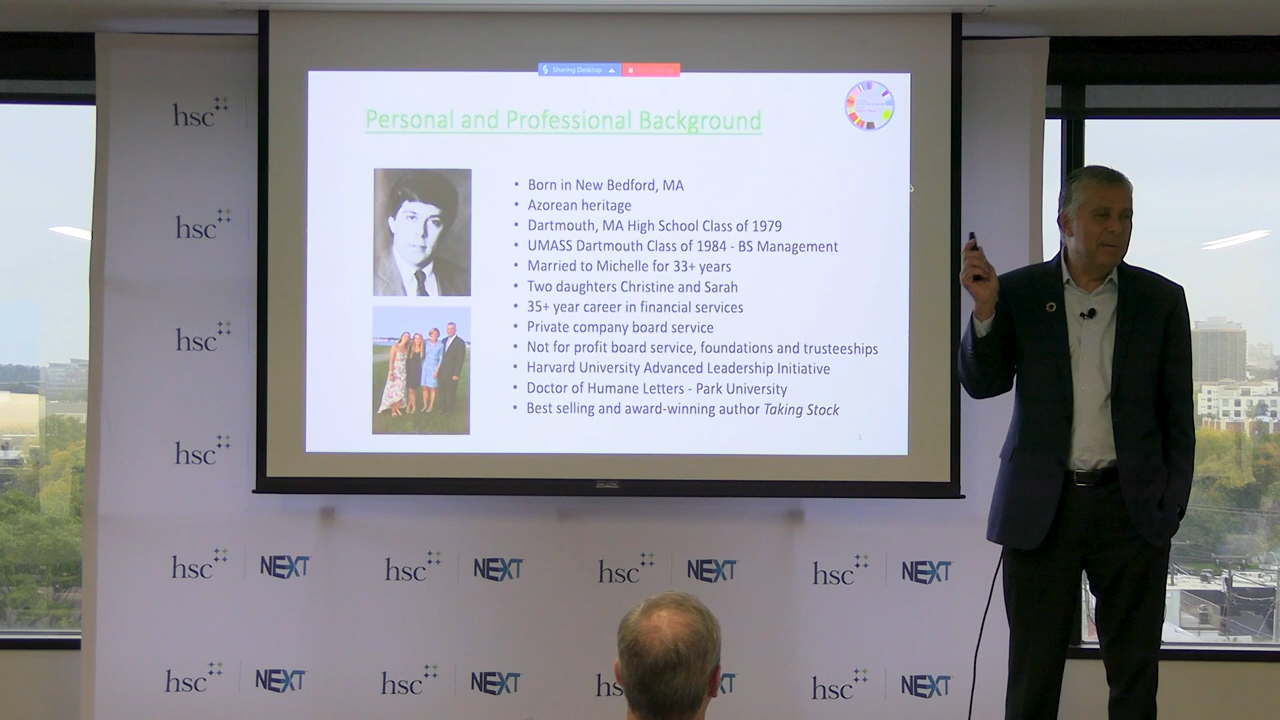 Sharing Desktop
Personal and Professional Background
• Born in New Bedford, MA
• Azorean heritage
• Dartmouth, MA High School Class of 1979
• UMASS Dartmouth Class of 1984 - BS Management
• Married to Michelle for 33+ years
• Two daughters Christine and Sarah
• 35+ year career in financial services
• Private company board service
• Not for profit board service, foundations and trusteeships
• Harvard University Advanced Leadership Initiative
• Doctor of Humane Letters - Park University
• Best selling and award-winning author Taking Stock
1
hsc
hsc
hsc
hsc
hsc NEXT hsc NEXT hsc NEXT hsc NEXT
hsc NEXT hsc NEXT hsc NEXT